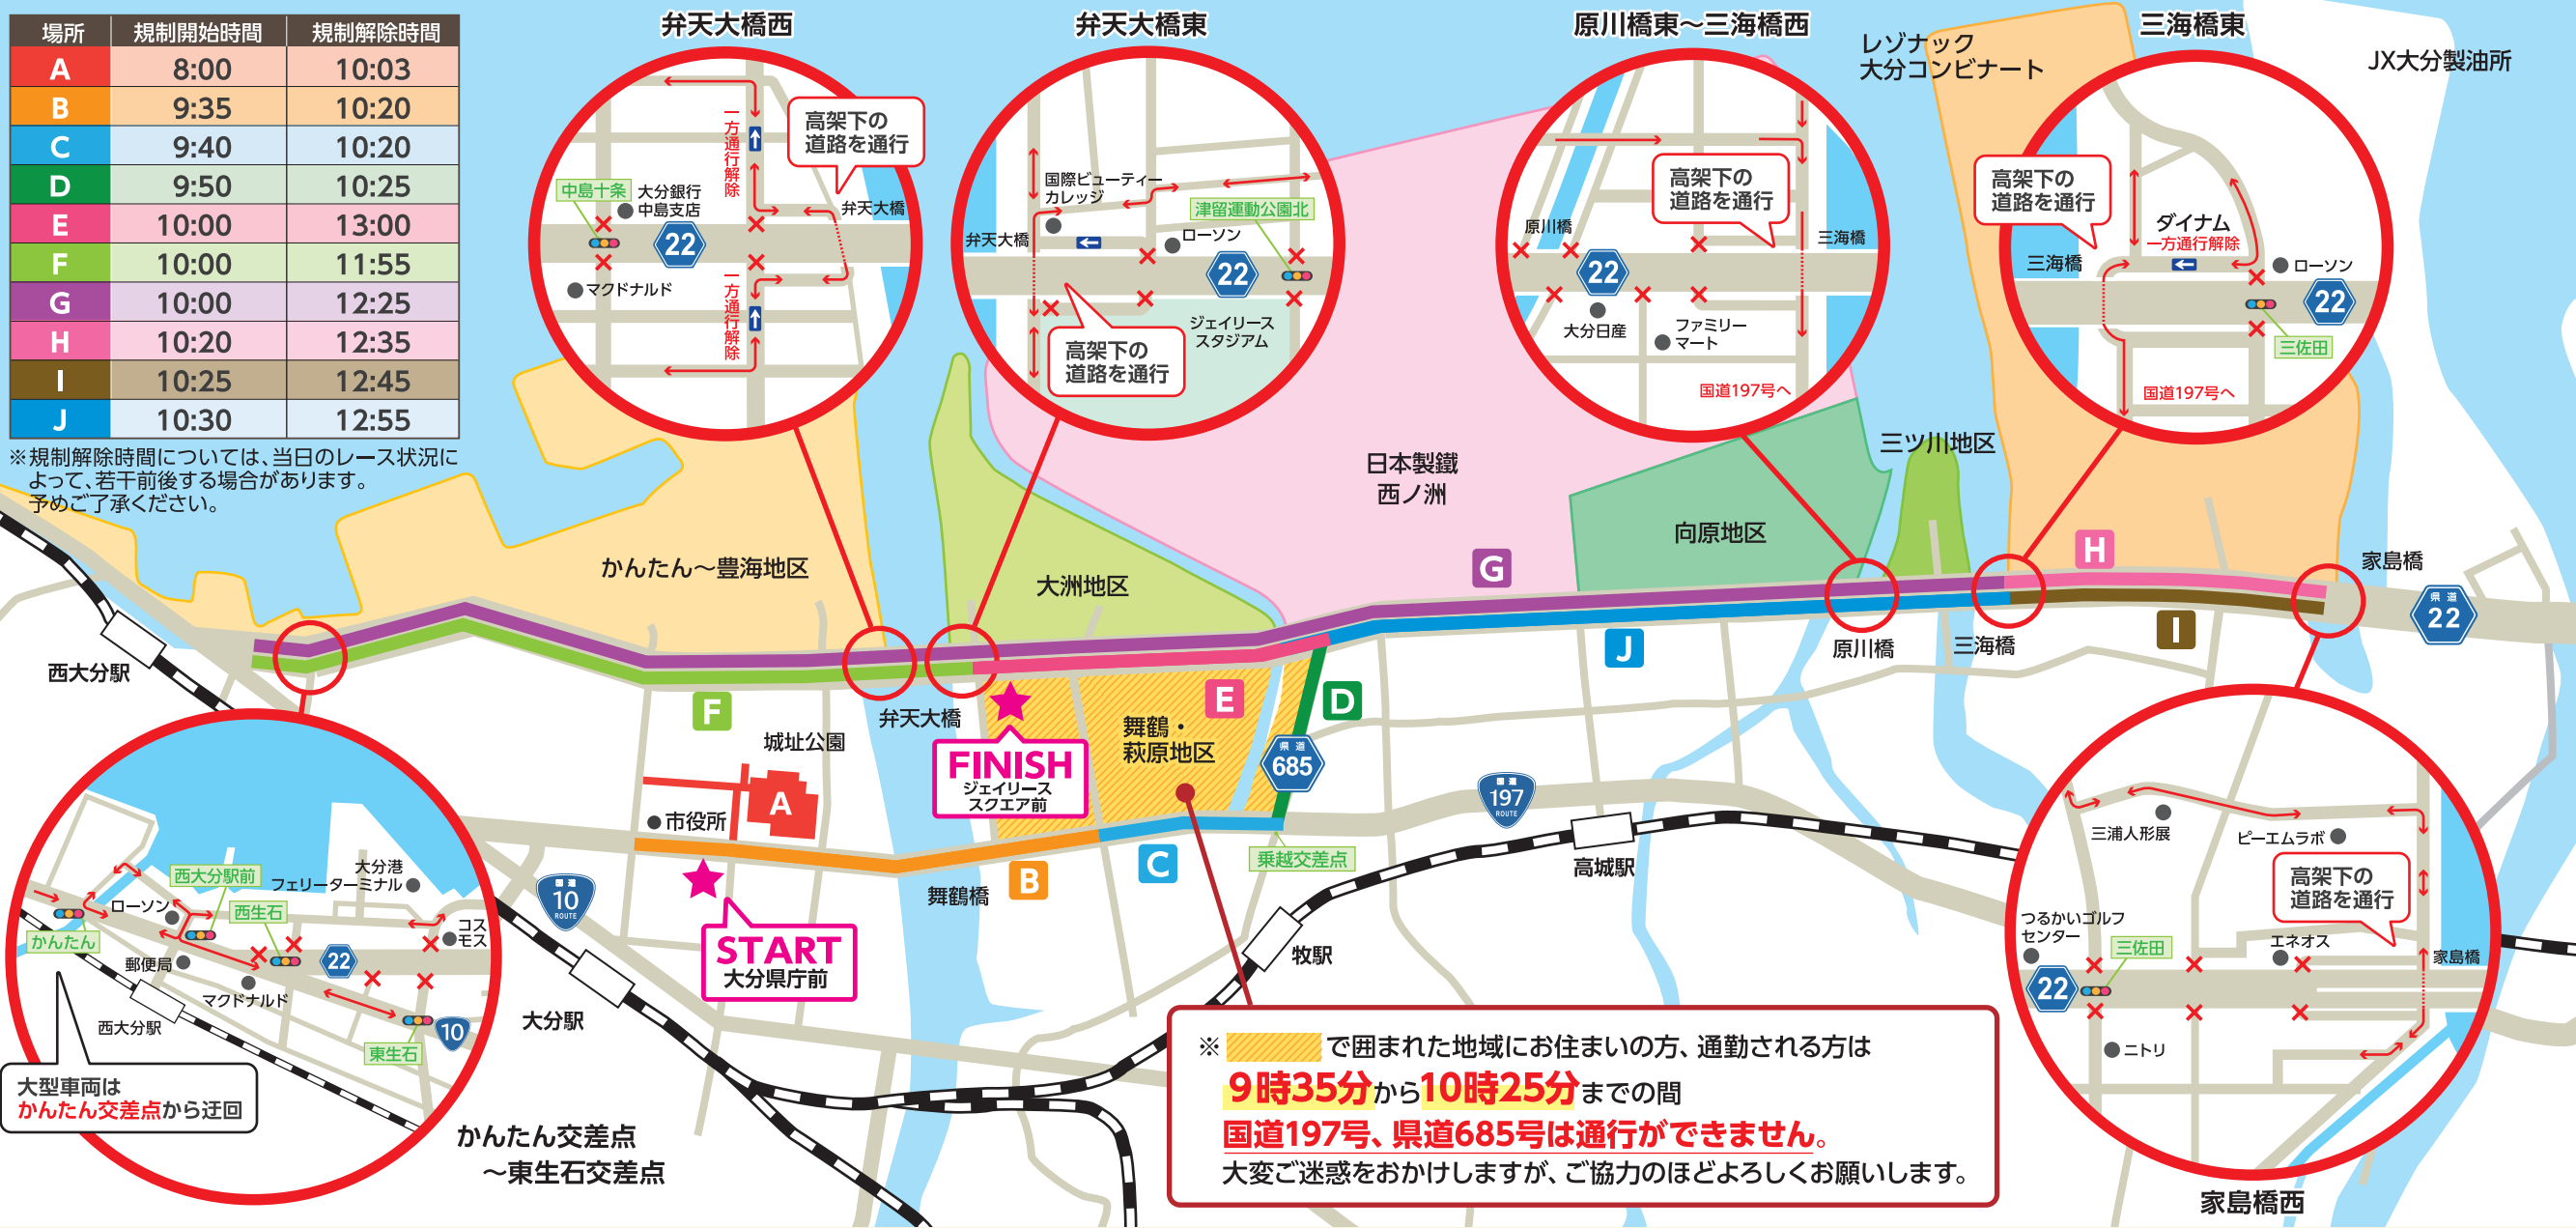 場所 規制開始時間 規制解除時間
A 8:00 10:03
B 9:35 10:20
C 9:40 10:20
D 9:50 10:25
E 10:00 13:00
F 10:00 11:55
G 10:00 12:25
H 10:20 12:35
I 10:25 12:45
J 10:30 12:55
※規制解除時間については、当日のレース状況に
よって、若干前後する場合があります。
予めご了承ください。
弁天大橋西
一方通行解除
高架下の
道路を通行
中島十条
大分銀行
中島支店
弁天大橋
22
マクドナルド
一方通行解除
弁天大橋東
国際ビューティー
カレッジ
津留運動公園北
弁天大橋
ローソン
22
ジェイリース
スタジアム
高架下の
道路を通行
原川橋東〜三海橋西
高架下の
道路を通行
原川橋
三海橋
22
大分日産
ファミリー
マート
国道197号へ
レゾナック
大分コンビナート
三海橋東
高架下の
道路を通行
ダイナム
一方通行解除
三海橋
ローソン
22
三佐田
国道197号へ
JX大分製油所
日本製鐵
西ノ洲
三ツ川地区
向原地区
かんたん〜豊海地区
大洲地区
G
H
家島橋
県道
22
西大分駅
F
E
D
J
原川橋
三海橋
I
弁天大橋
城址公園
舞鶴・
萩原地区
FINISH
ジェイリース
スクエア前
県道
685
A
市役所
国道
197
ROUTE
高城駅
乗越交差点
C
B
舞鶴橋
国道
10
ROUTE
START
大分県庁前
牧駅
大分駅
大分港
フェリーターミナル
西大分駅前
西生石
ローソン
コス
モス
かんたん
郵便局
22
マクドナルド
西大分駅
10
東生石
大型車両は
かんたん交差点から迂回
かんたん交差点
〜東生石交差点
三浦人形展
ピーエムラボ
高架下の
道路を通行
つるかいゴルフ
センター
三佐田
エネオス
家島橋
22
ニトリ
家島橋西
※で囲まれた地域にお住まいの方、通勤される方は
9時35分から10時25分までの間
国道197号、県道685号は通行ができません。
大変ご迷惑をおかけしますが、ご協力のほどよろしくお願いします。